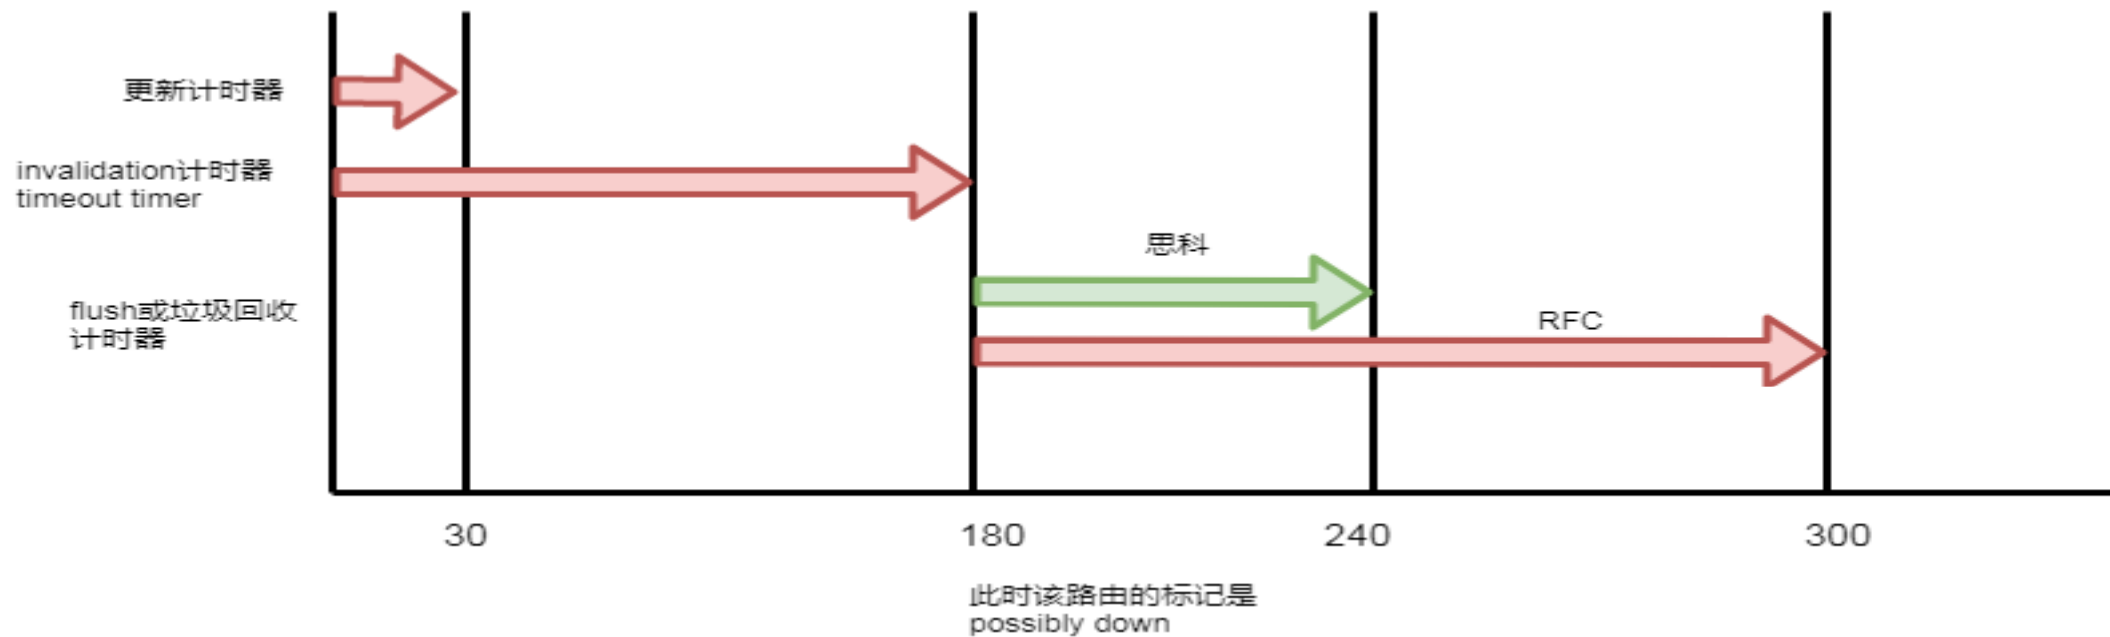 更新计时器
invalidation计时器
timeout timer
思科
flush或垃圾回收
计时器
RFC
30
180
240
300
此时该路由的标记是
possibly down